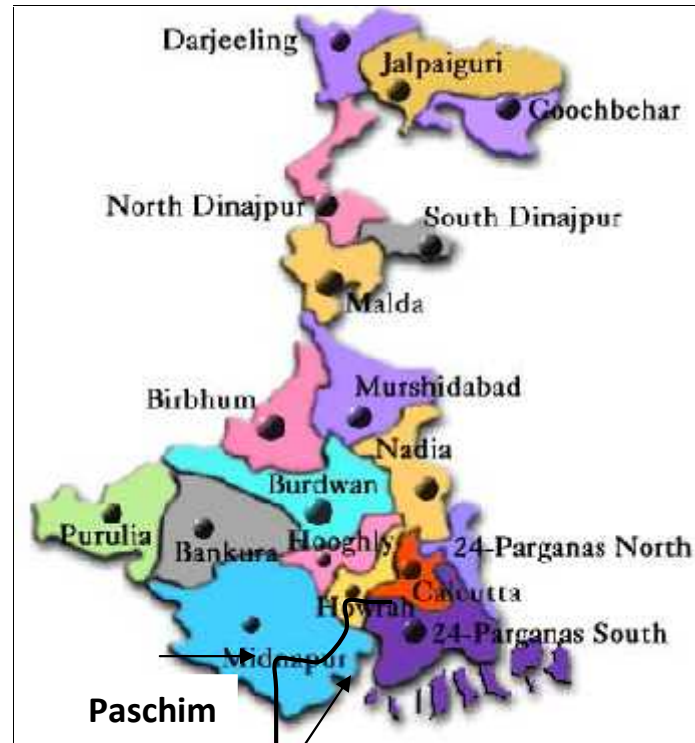 Darjeeling
Jalpaiguri
Coochbehar
North Dinajpur
South Dinajpur
Malda
Birbhum
Murshidabad
Nadia
Burdwan
Purulia
Bankura
Hooghly
24-Parganas North
Calcutta
Howrah
24-Parganas South
Midnapur
Paschim